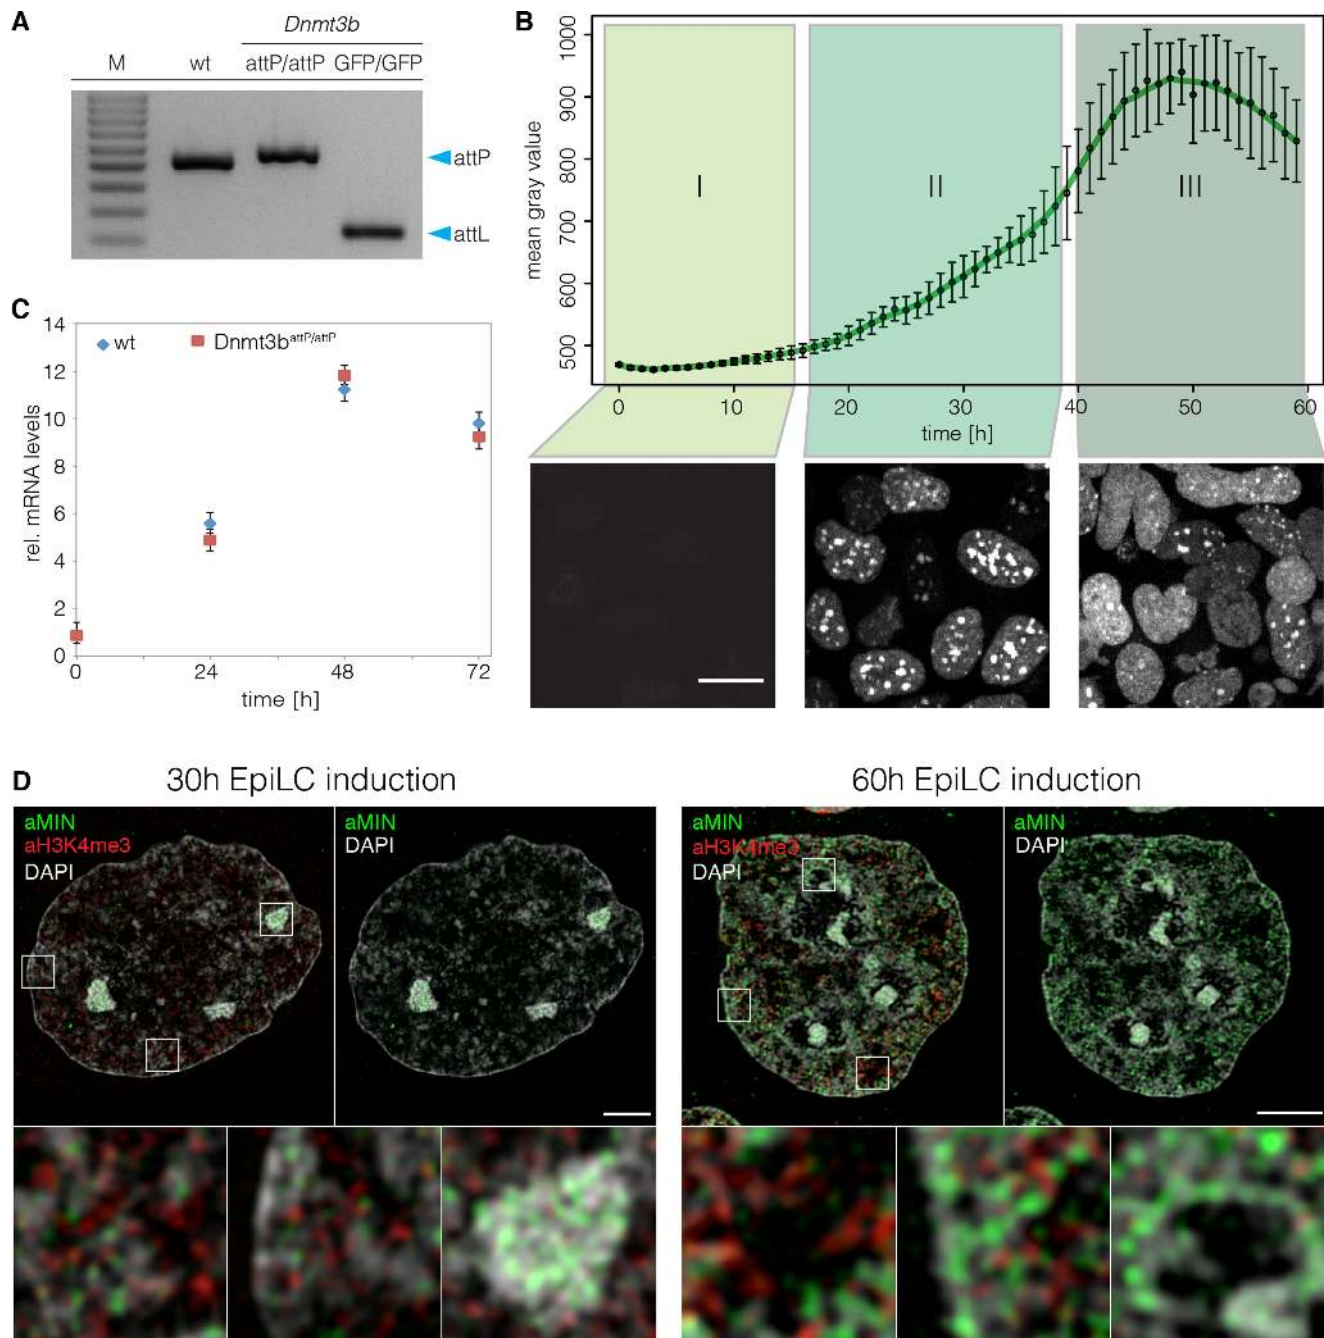 A
Dnmt3b
M wt attP/attP GFP/GFP
attP
attL
B
mean gray value
1000
900
800
700
600
500
I II III
0 10 20 30 40 50 60
time [h]
C
rel. mRNA levels
14
12
10
8
6
4
2
0
wt Dnmt3b^attP/attP
0 24 48 72
time [h]
D
30h EpiLC induction
aMIN
aH3K4me3
DAPI
aMIN
DAPI
60h EpiLC induction
aMIN
aH3K4me3
DAPI
aMIN
DAPI